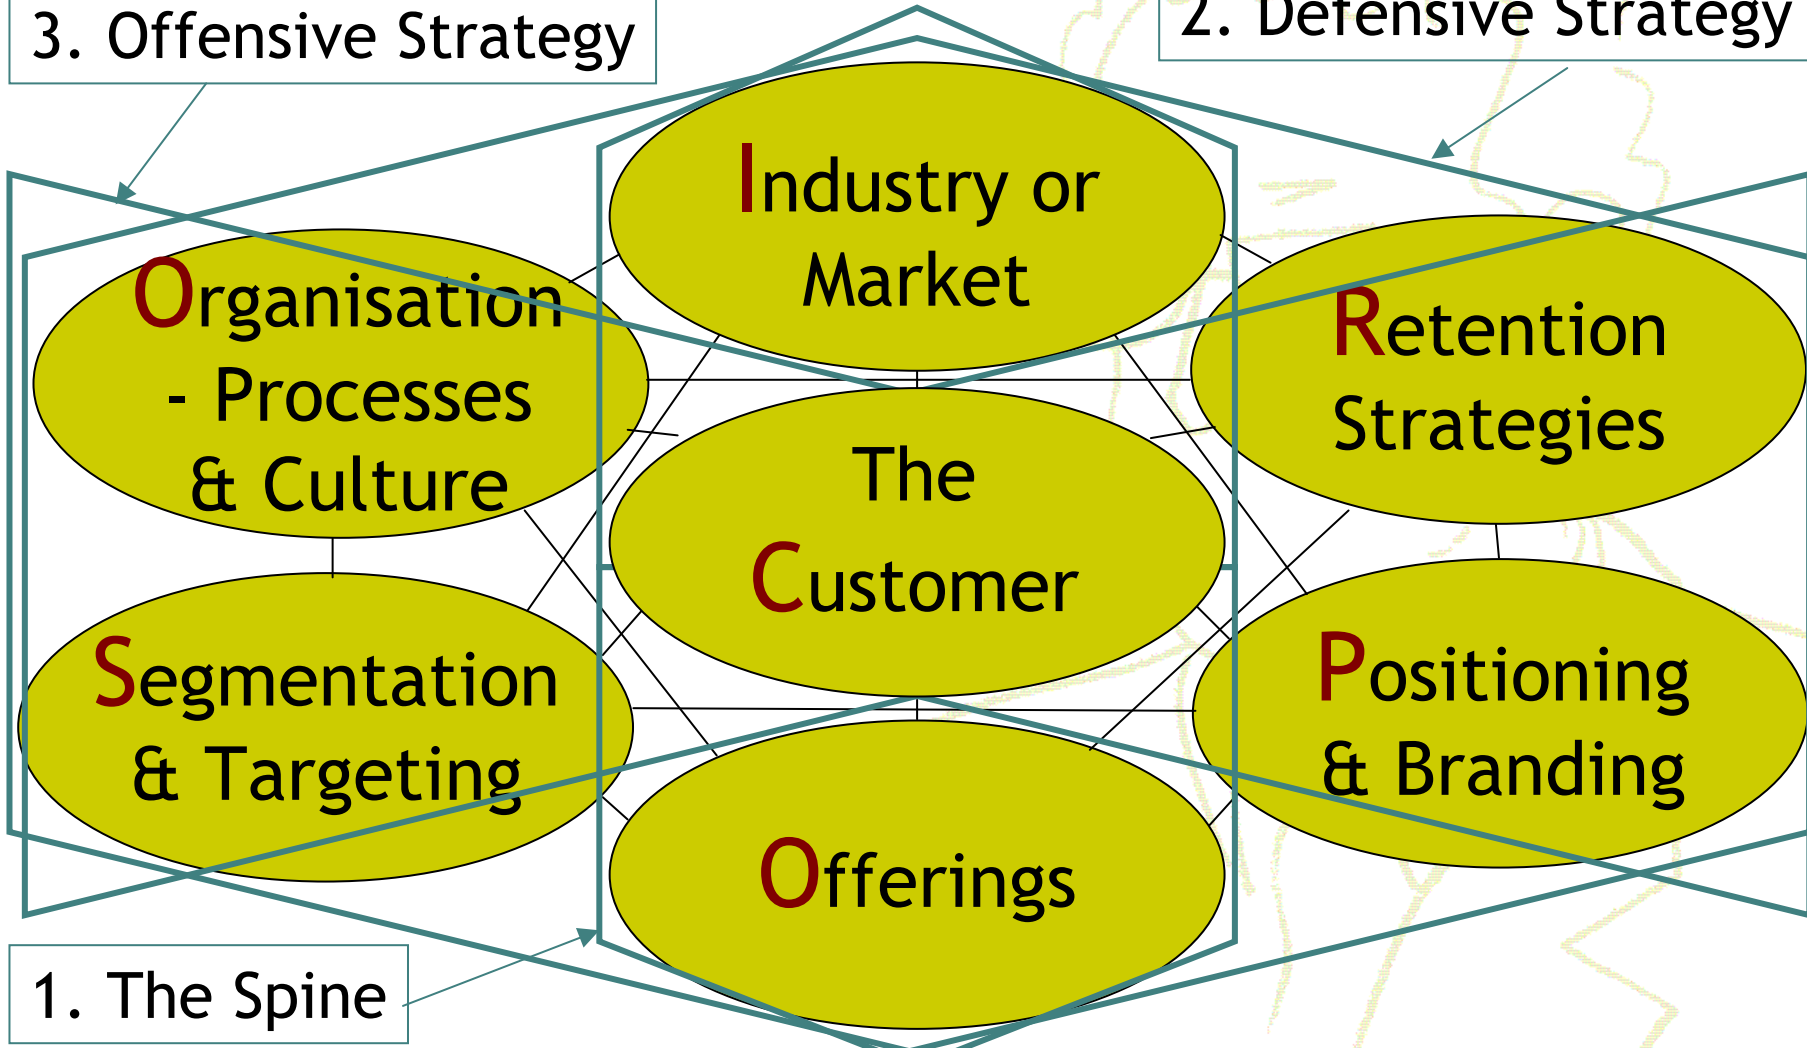 3. Offensive Strategy
2. Defensive Strategy
Industry or
Market
Organisation
- Processes
& Culture
Retention
Strategies
The
Customer
Segmentation
& Targeting
Positioning
& Branding
Offerings
1. The Spine